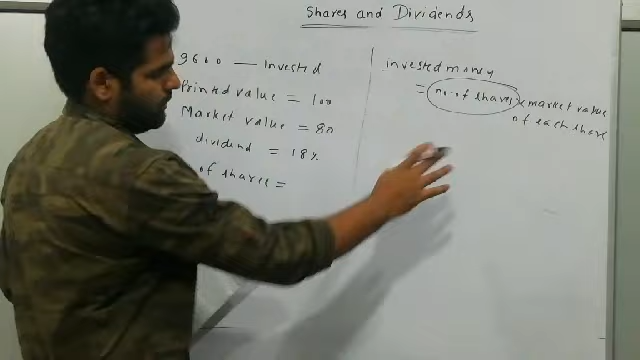 Shares and Dividends
9600 — Invested
Printed value = 100
Market value = 80
dividend = 18%
of shares =
invested money
= no. of shares × market value
of each share